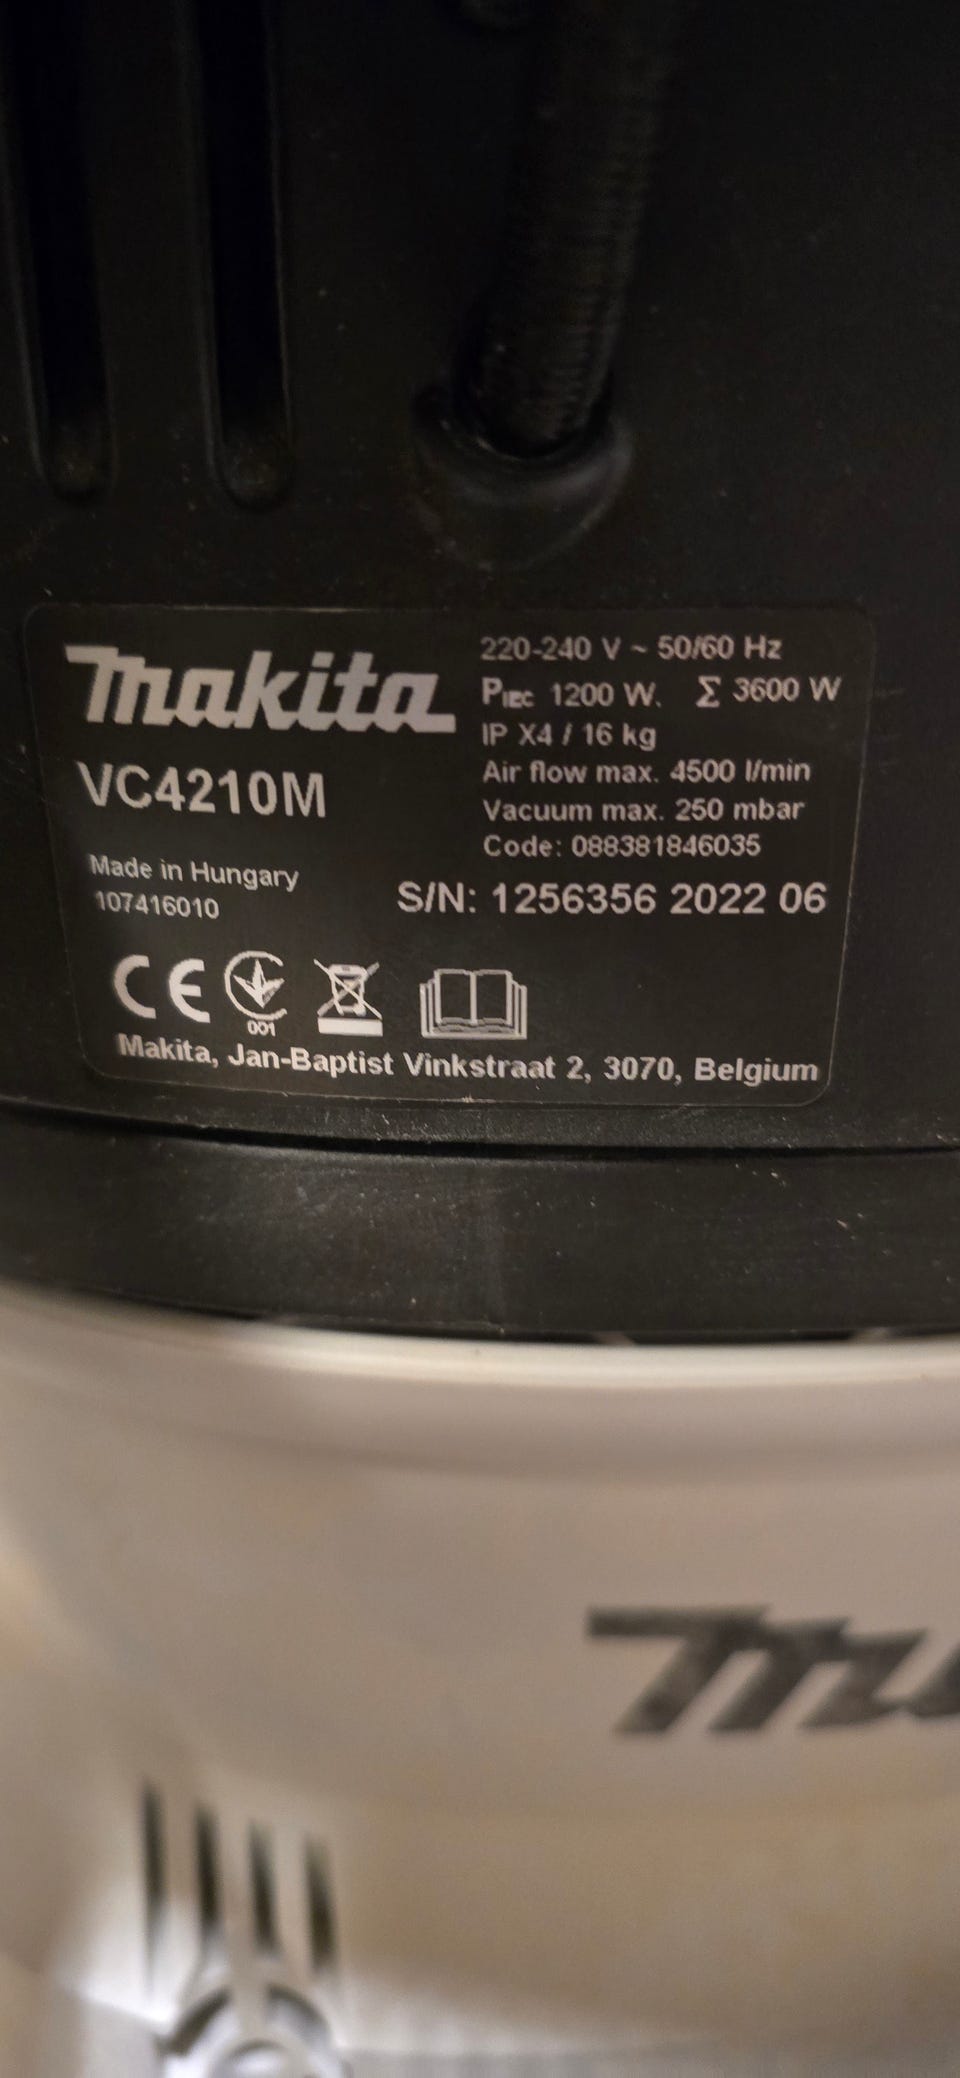 makita
VC4210M
Made in Hungary
107416010
220-240 V ~ 50/60 Hz
PIEC 1200 W. Σ 3600 W
IP X4 / 16 kg
Air flow max. 4500 l/min
Vacuum max. 250 mbar
Code: 088381846035
S/N: 1256356 2022 06
CE
001
Makita, Jan-Baptist Vinkstraat 2, 3070, Belgium